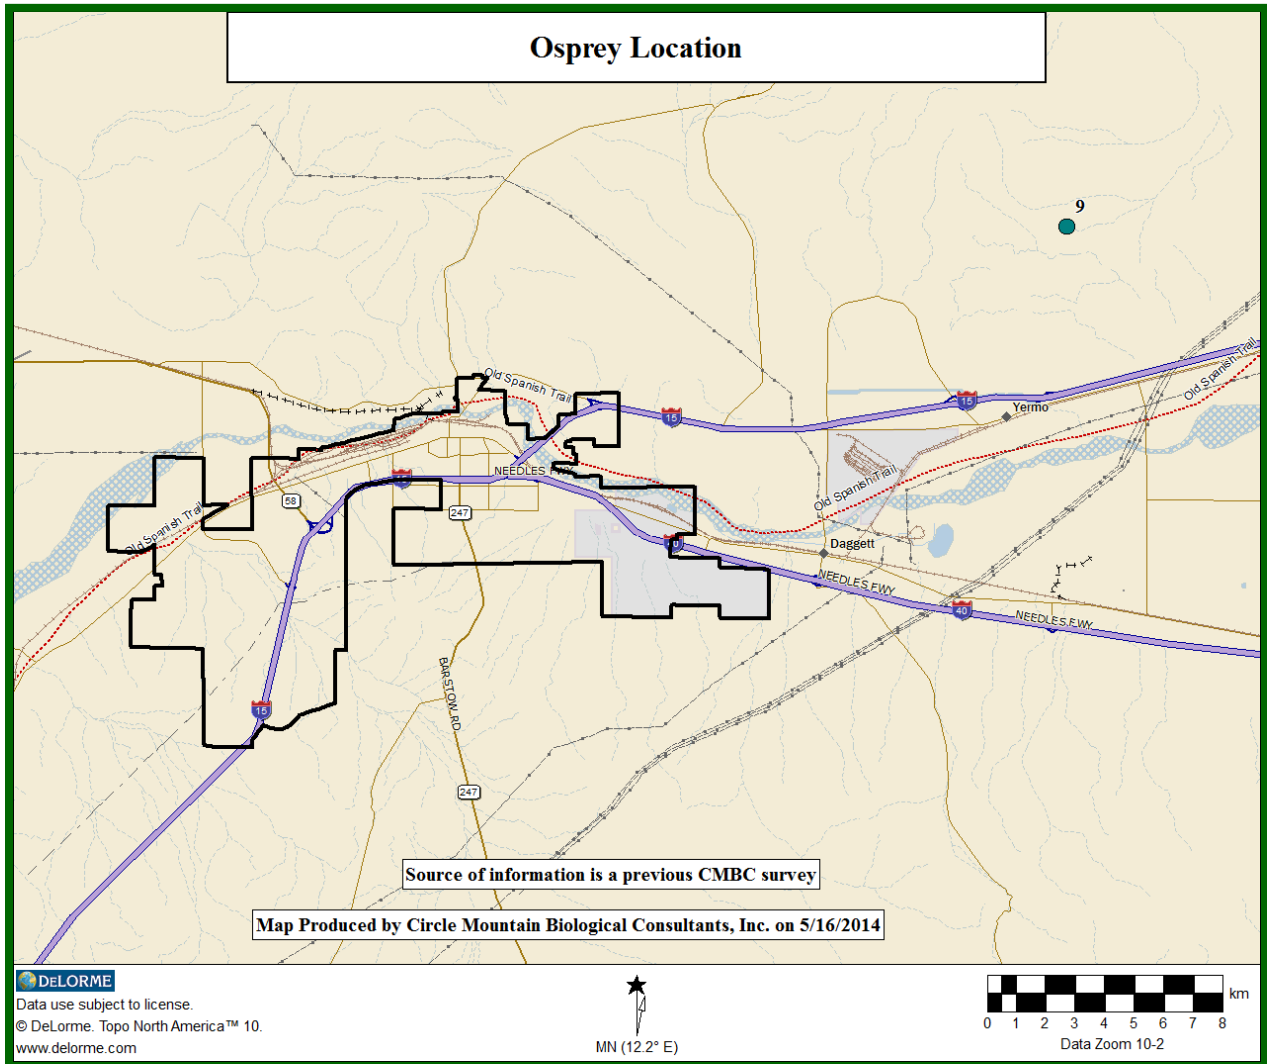 Osprey Location
9
Old Spanish Trail
Old Spanish Trail
15
15
Yermo
NEEDLES FWY
58
247
Old Spanish Trail
Old Spanish Trail
Daggett
NEEDLES FWY
40
NEEDLES FWY
BARSTOW RD
15
247
Source of information is a previous CMBC survey
Map Produced by Circle Mountain Biological Consultants, Inc. on 5/16/2014
DELORME
Data use subject to license.
© DeLorme. Topo North America™ 10.
www.delorme.com
MN (12.2° E)
km
0 1 2 3 4 5 6 7 8
Data Zoom 10-2